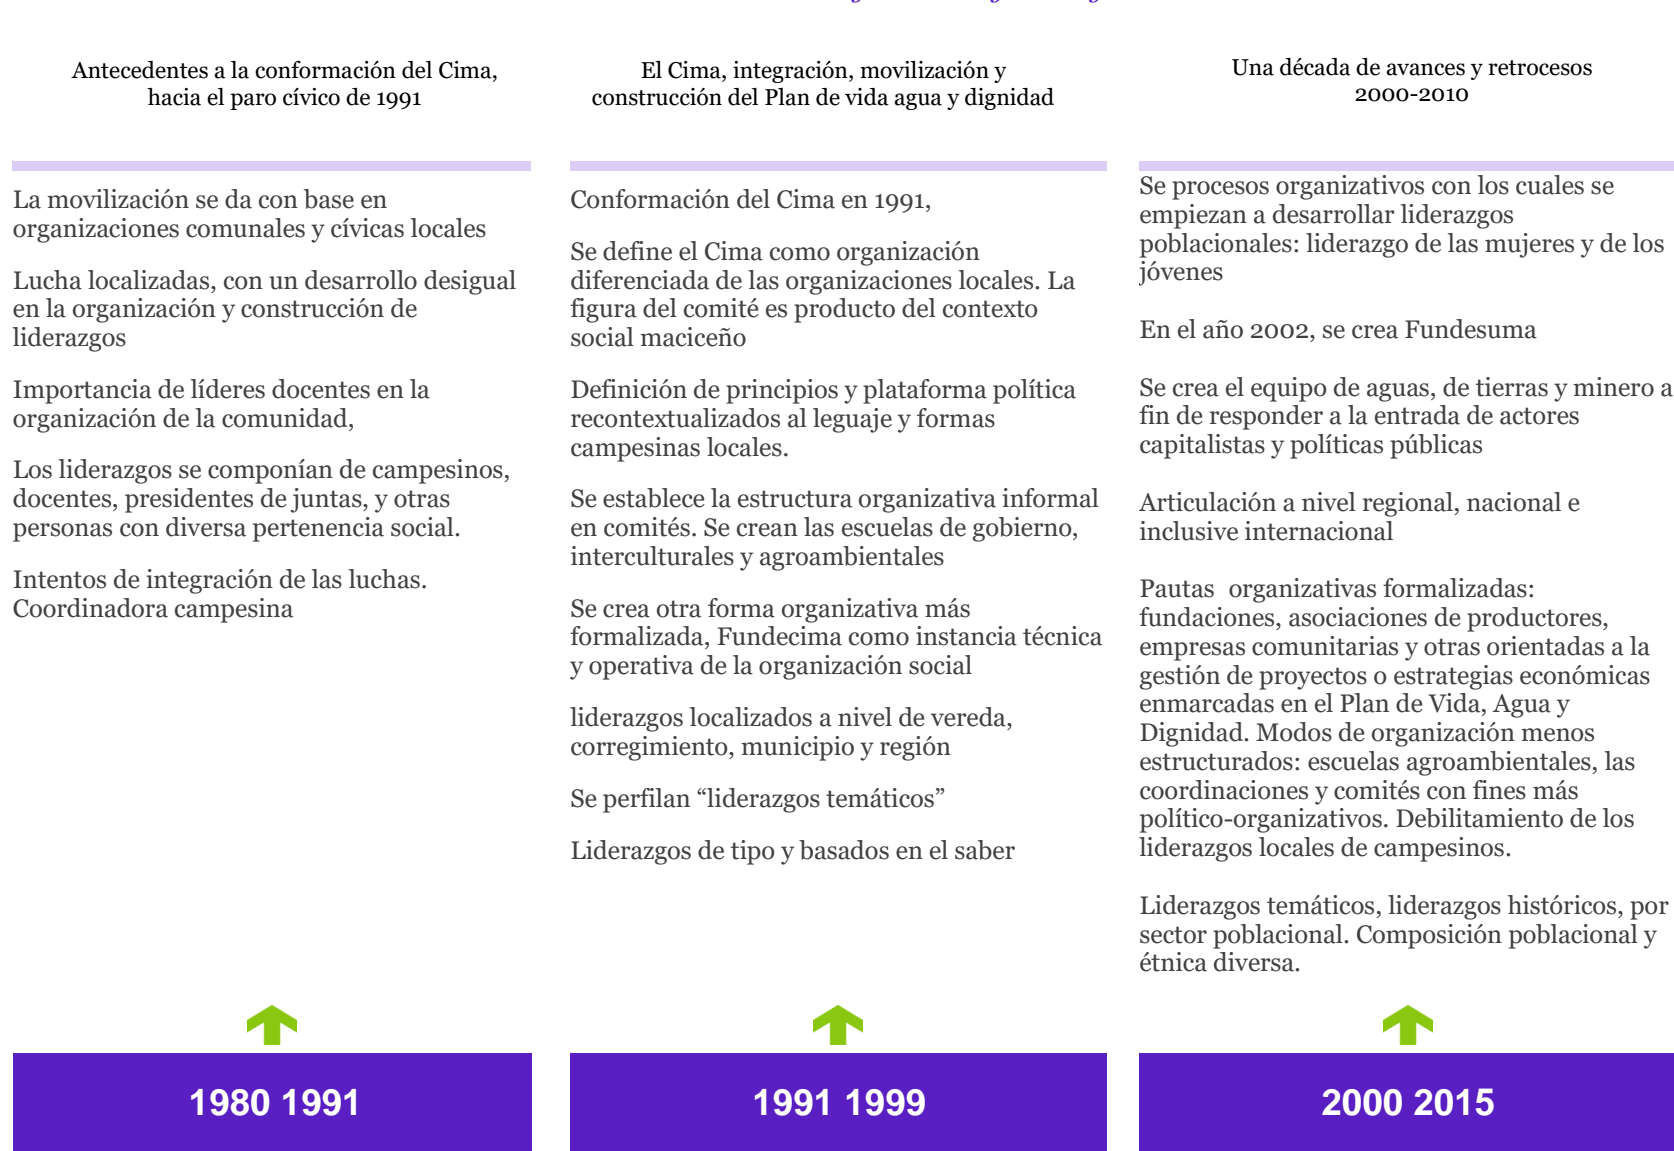 Antecedentes a la conformación del Cima,
hacia el paro cívico de 1991
La movilización se da con base en
organizaciones comunales y cívicas locales
Lucha localizadas, con un desarrollo desigual
en la organización y construcción de
liderazgos
Importancia de líderes docentes en la
organización de la comunidad,
Los liderazgos se componían de campesinos,
docentes, presidentes de juntas, y otras
personas con diversa pertenencia social.
Intentos de integración de las luchas.
Coordinadora campesina
1980 1991
El Cima, integración, movilización y
construcción del Plan de vida agua y dignidad
Conformación del Cima en 1991,
Se define el Cima como organización
diferenciada de las organizaciones locales. La
figura del comité es producto del contexto
social maciceño
Definición de principios y plataforma política
recontextualizados al leguaje y formas
campesinas locales.
Se establece la estructura organizativa informal
en comités. Se crean las escuelas de gobierno,
interculturales y agroambientales
Se crea otra forma organizativa más
formalizada, Fundecima como instancia técnica
y operativa de la organización social
liderazgos localizados a nivel de vereda,
corregimiento, municipio y región
Se perfilan “liderazgos temáticos”
Liderazgos de tipo y basados en el saber
1991 1999
Una década de avances y retrocesos
2000-2010
Se procesos organizativos con los cuales se
empiezan a desarrollar liderazgos
poblacionales: liderazgo de las mujeres y de los
jóvenes
En el año 2002, se crea Fundesuma
Se crea el equipo de aguas, de tierras y minero a
fin de responder a la entrada de actores
capitalistas y políticas públicas
Articulación a nivel regional, nacional e
inclusive internacional
Pautas organizativas formalizadas:
fundaciones, asociaciones de productores,
empresas comunitarias y otras orientadas a la
gestión de proyectos o estrategias económicas
enmarcadas en el Plan de Vida, Agua y
Dignidad. Modos de organización menos
estructurados: escuelas agroambientales, las
coordinaciones y comités con fines más
político-organizativos. Debilitamiento de los
liderazgos locales de campesinos.
Liderazgos temáticos, liderazgos históricos, por
sector poblacional. Composición poblacional y
étnica diversa.
2000 2015